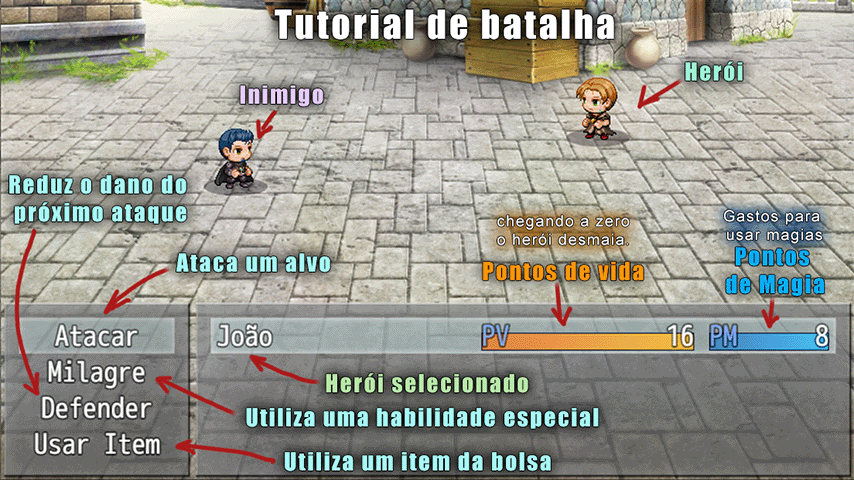 Tutorial de batalha
Herói
Inimigo
Reduz o dano do
próximo ataque
chegando a zero
o herói desmaia.
Gastos para
usar magias
Ataca um alvo
Pontos de vida
Pontos
de Magia
Atacar
João
PV 16
PM 8
Milagre
Herói selecionado
Defender
Utiliza uma habilidade especial
Usar Item
Utiliza um item da bolsa